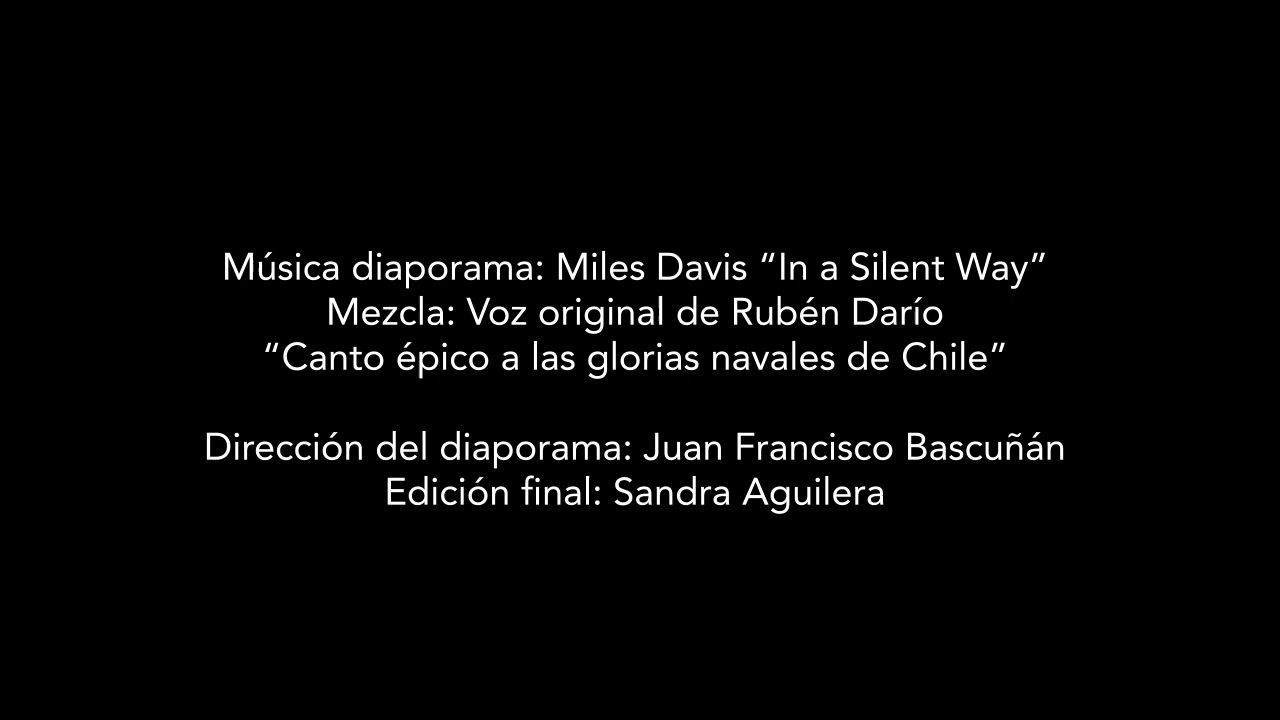 Música diaporama: Miles Davis “In a Silent Way”
Mezcla: Voz original de Rubén Darío
“Canto épico a las glorias navales de Chile”
Dirección del diaporama: Juan Francisco Bascuñán
Edición final: Sandra Aguilera